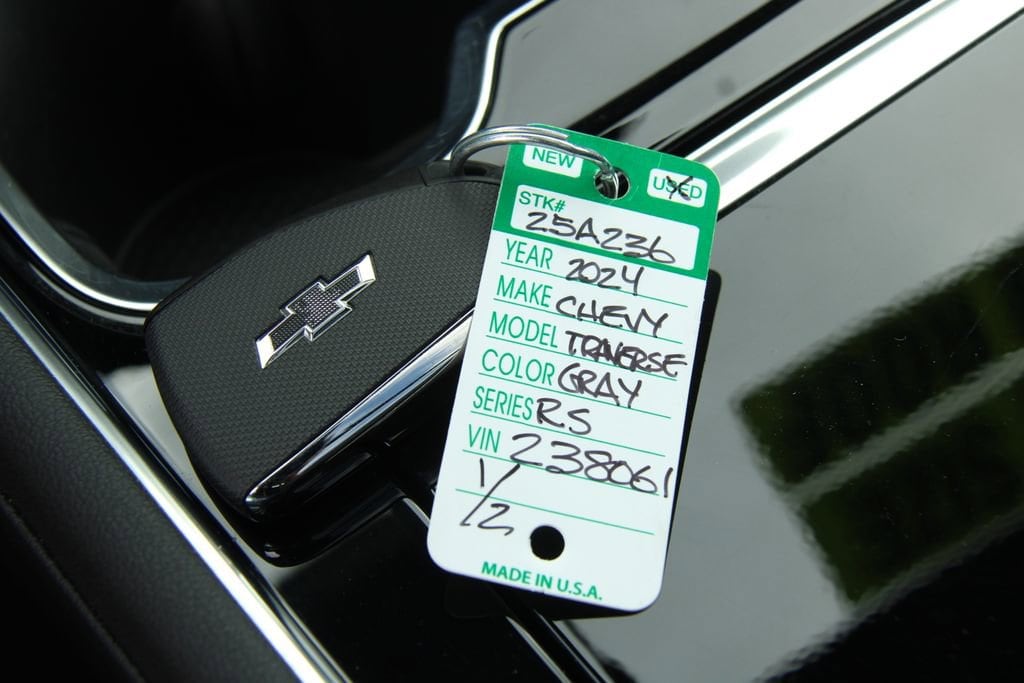 NEW USED
STK#
25A236
YEAR 2024
MAKE CHEVY
MODEL TRAVERSE
COLOR GRAY
SERIES RS
VIN 238061
1/2
MADE IN U.S.A.